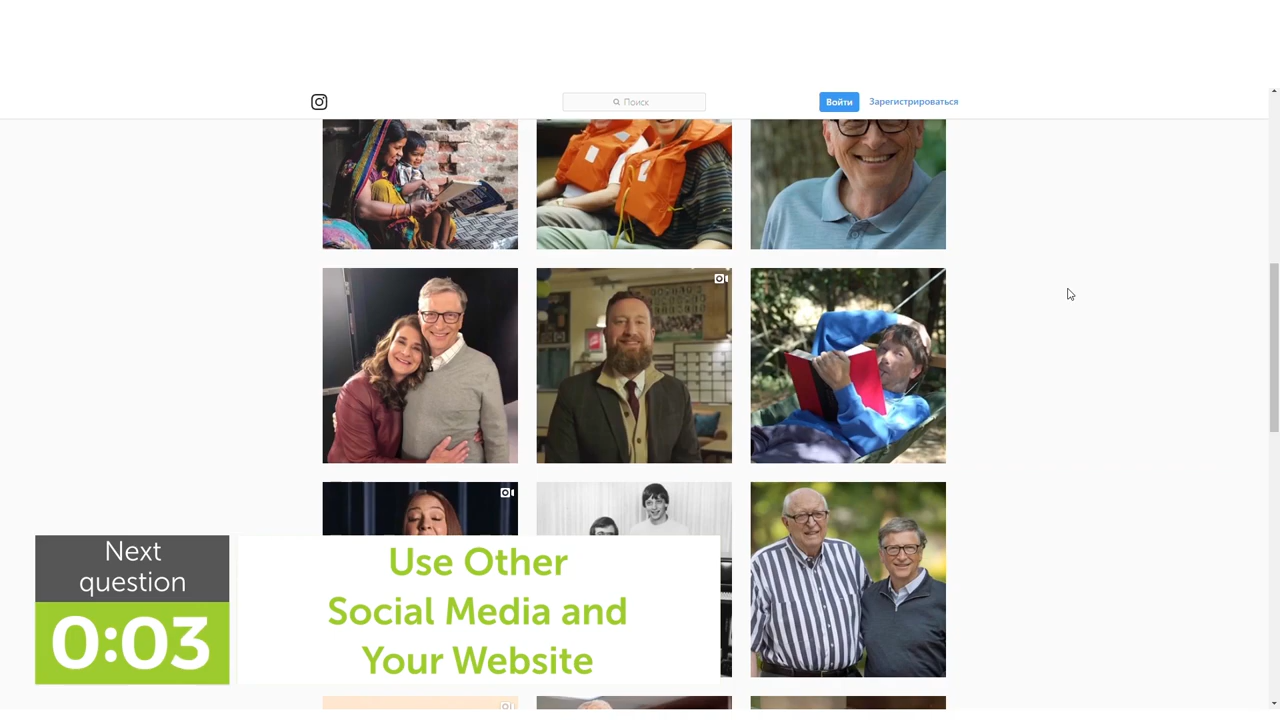 Поиск
Войти
Зарегистрироваться
Next
question
0:03
Use Other
Social Media and
Your Website